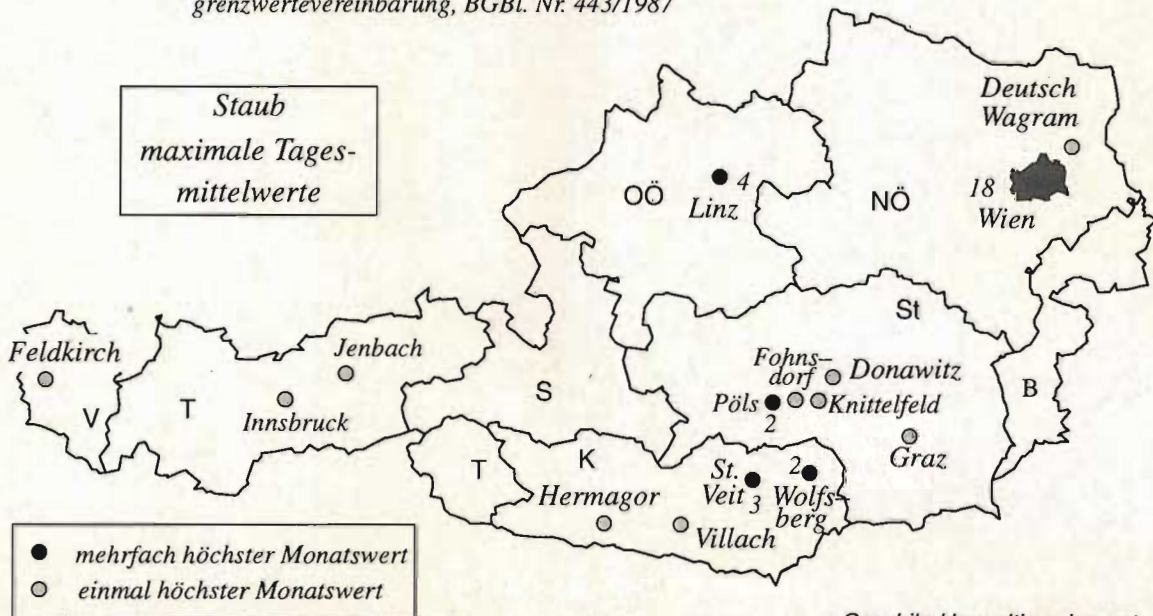 grenzwertevereinbarung, BGBl. Nr. 443/1987
Staub
maximale Tages-
mittelwerte
Deutsch
Wagram
18
Wien
NÖ
OÖ
4
Linz
St
Feldkirch
V
T
Jenbach
Innsbruck
S
Fohns-
dorf
Donawitz
Pöls
2
Knittelfeld
Graz
B
T
K
Hermagor
Villach
St.
Veit
3
2
Wolfs-
berg
mehrfach höchster Monatswert
einmal höchster Monatswert